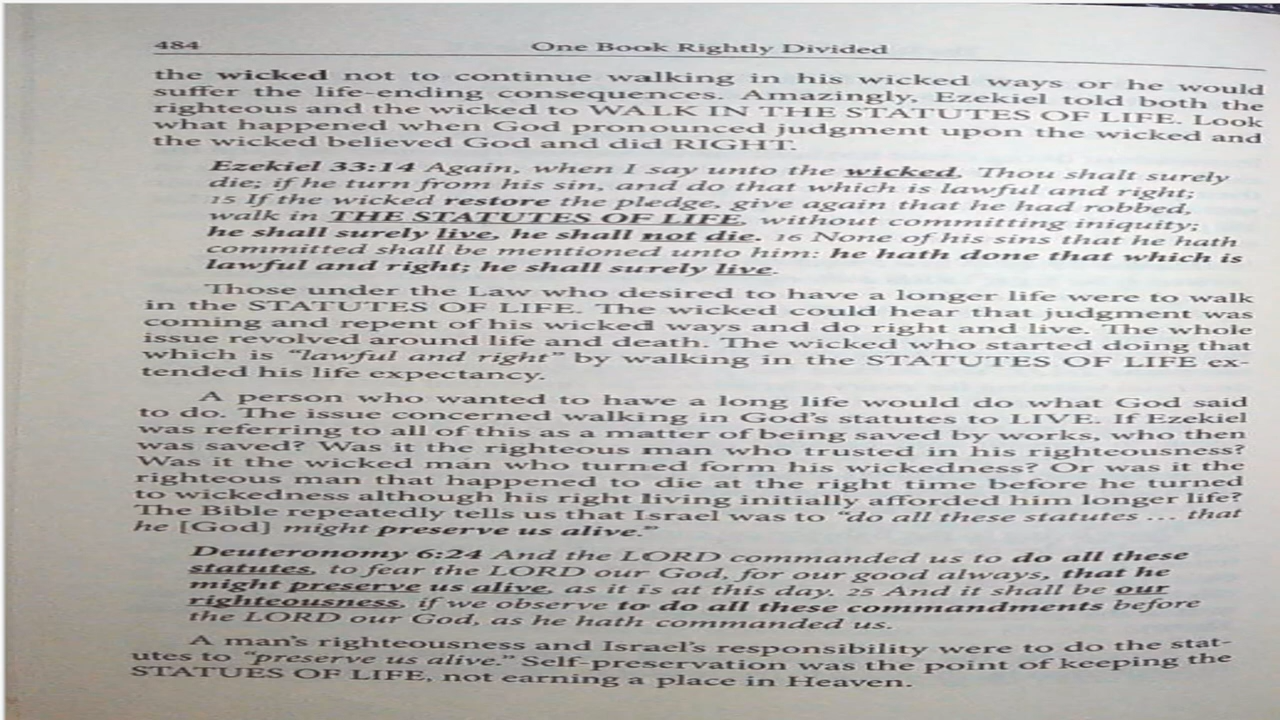 484 One Book Rightly Divided
the wicked not to continue walking in his wicked ways or he would
suffer the life-ending consequences. Amazingly, Ezekiel told both the
righteous and the wicked to WALK IN THE STATUTES OF LIFE. Look
what happened when God pronounced judgment upon the wicked and
the wicked believed God and did RIGHT.
Ezekiel 33:14 Again, when I say unto the wicked, Thou shalt surely
die; if he turn from his sin, and do that which is lawful and right;
15 If the wicked restore the pledge, give again that he had robbed,
walk in THE STATUTES OF LIFE, without committing iniquity;
he shall surely live, he shall not die. 16 None of his sins that he hath
committed shall be mentioned unto him: he hath done that which is
lawful and right; he shall surely live.
Those under the Law who desired to have a longer life were to walk
in the STATUTES OF LIFE. The wicked could hear that judgment was
coming and repent of his wicked ways and do right and live. The whole
issue revolved around life and death. The wicked who started doing that
which is "lawful and right" by walking in the STATUTES OF LIFE ex-
tended his life expectancy.
A person who wanted to have a long life would do what God said
to do. The issue concerned walking in God's statutes to LIVE. If Ezekiel
was referring to all of this as a matter of being saved by works, who then
was saved? Was it the righteous man who trusted in his righteousness?
Was it the wicked man who turned form his wickedness? Or was it the
righteous man that happened to die at the right time before he turned
to wickedness although his right living initially afforded him longer life?
The Bible repeatedly tells us that Israel was to "do all these statutes ... that
he [God] might preserve us alive."
Deuteronomy 6:24 And the LORD commanded us to do all these
statutes, to fear the LORD our God, for our good always, that he
might preserve us alive, as it is at this day. 25 And it shall be our
righteousness, if we observe to do all these commandments before
the LORD our God, as he hath commanded us.
A man's righteousness and Israel's responsibility were to do the stat-
utes to "preserve us alive." Self-preservation was the point of keeping the
STATUES OF LIFE, not earning a place in Heaven.